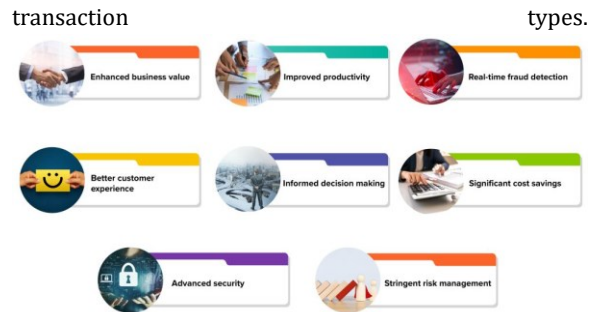 transaction types.
Enhanced business value
Improved productivity
Real-time fraud detection
Better customer
experience
Informed decision making
Significant cost savings
Advanced security
Stringent risk management